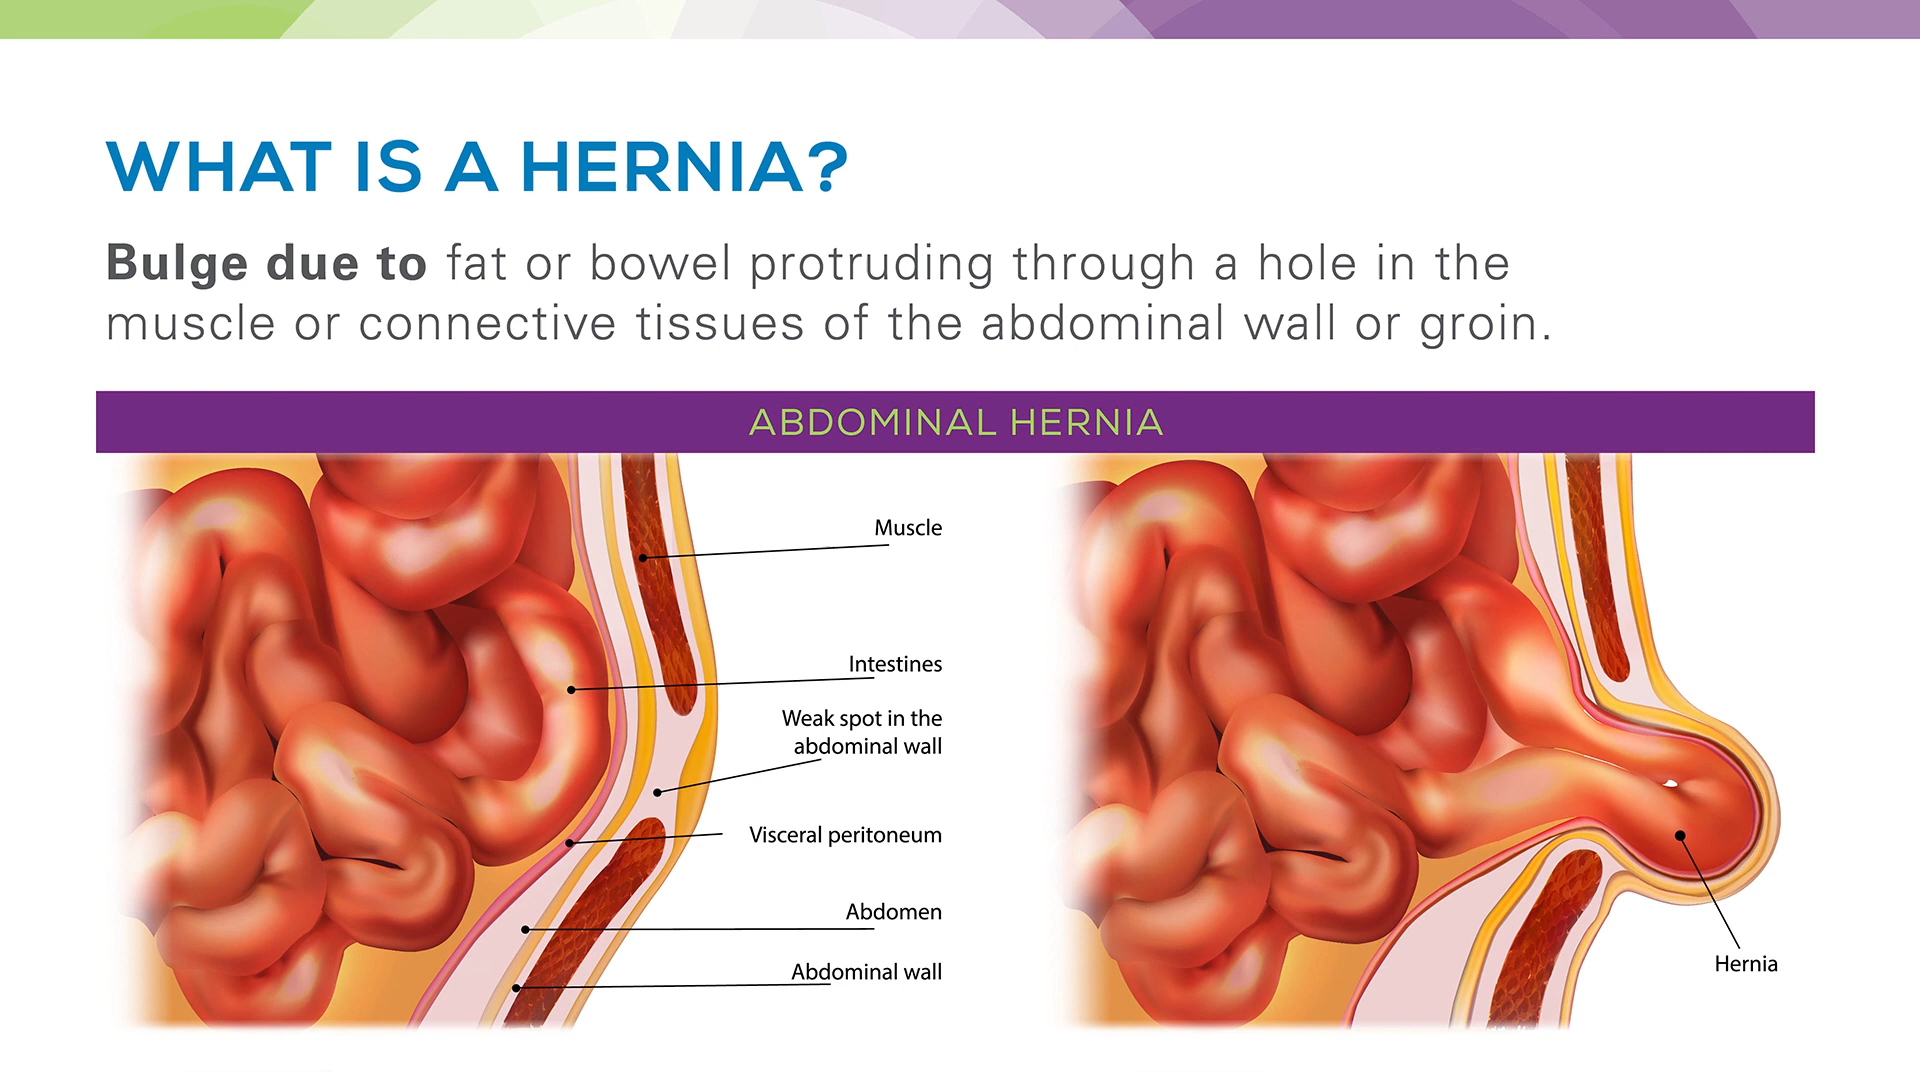 WHAT IS A HERNIA?
Bulge due to fat or bowel protruding through a hole in the
muscle or connective tissues of the abdominal wall or groin.
ABDOMINAL HERNIA
Muscle
Intestines
Weak spot in the
abdominal wall
Visceral peritoneum
Abdomen
Abdominal wall
Hernia